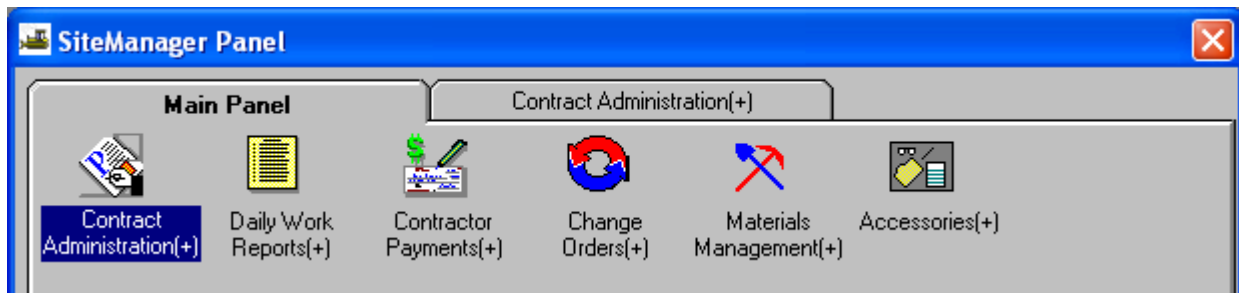 SiteManager Panel
Main Panel
Contract Administration(+)
Contract
Administration(+)
Daily Work
Reports(+)
Contractor
Payments(+)
Change
Orders(+)
Materials
Management(+)
Accessories(+)